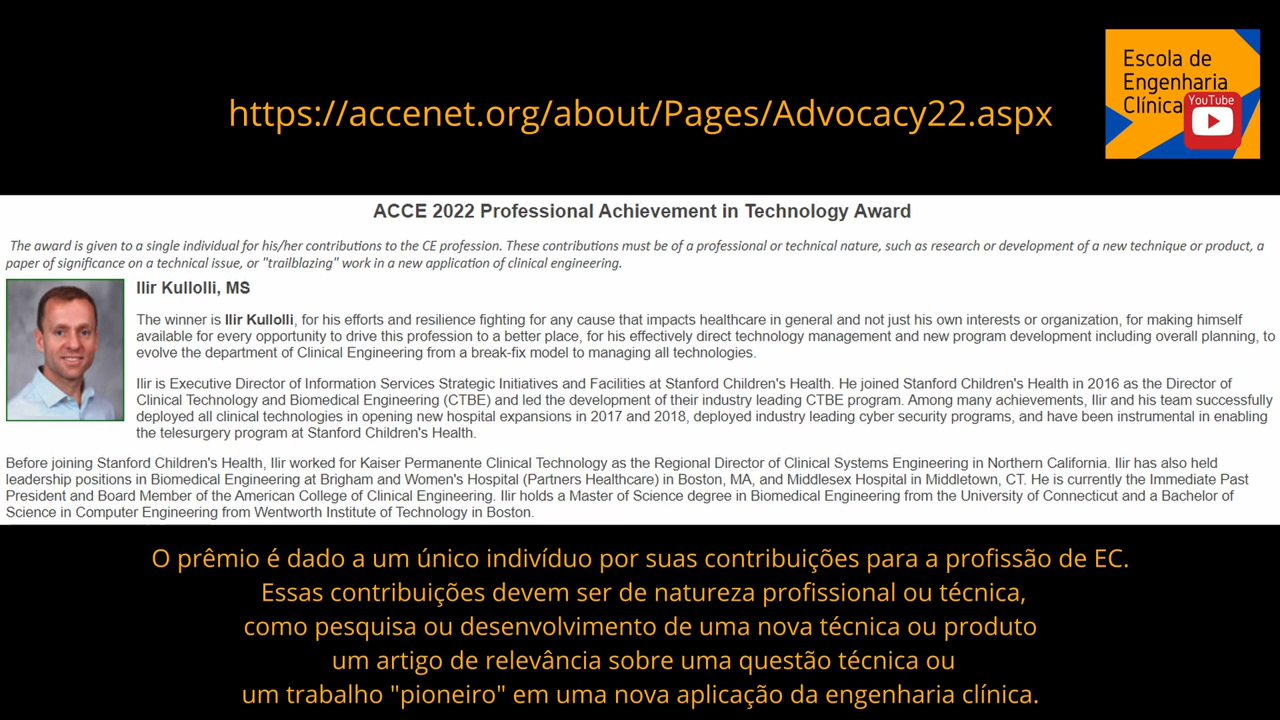 https://accenet.org/about/Pages/Advocacy22.aspx
Escola de
Engenharia
Clínica
YouTube
ACCE 2022 Professional Achievement in Technology Award
The award is given to a single individual for his/her contributions to the CE profession. These contributions must be of a professional or technical nature, such as research or development of a new technique or product, a
paper of significance on a technical issue, or "trailblazing" work in a new application of clinical engineering.
Ilir Kullolli, MS
The winner is Ilir Kullolli, for his efforts and resilience fighting for any cause that impacts healthcare in general and not just his own interests or organization, for making himself
available for every opportunity to drive this profession to a better place, for his effectively direct technology management and new program development including overall planning, to
evolve the department of Clinical Engineering from a break-fix model to managing all technologies.
Ilir is Executive Director of Information Services Strategic Initiatives and Facilities at Stanford Children's Health. He joined Stanford Children's Health in 2016 as the Director of
Clinical Technology and Biomedical Engineering (CTBE) and led the development of their industry leading CTBE program. Among many achievements, Ilir and his team successfully
deployed all clinical technologies in opening new hospital expansions in 2017 and 2018, deployed industry leading cyber security programs, and have been instrumental in enabling
the telesurgery program at Stanford Children's Health.
Before joining Stanford Children's Health, Ilir worked for Kaiser Permanente Clinical Technology as the Regional Director of Clinical Systems Engineering in Northern California. Ilir has also held
leadership positions in Biomedical Engineering at Brigham and Women's Hospital (Partners Healthcare) in Boston, MA, and Middlesex Hospital in Middletown, CT. He is currently the Immediate Past
President and Board Member of the American College of Clinical Engineering. Ilir holds a Master of Science degree in Biomedical Engineering from the University of Connecticut and a Bachelor of
Science in Computer Engineering from Wentworth Institute of Technology in Boston.
O prêmio é dado a um único indivíduo por suas contribuições para a profissão de EC.
Essas contribuições devem ser de natureza profissional ou técnica,
como pesquisa ou desenvolvimento de uma nova técnica ou produto
um artigo de relevância sobre uma questão técnica ou
um trabalho "pioneiro" em uma nova aplicação da engenharia clínica.